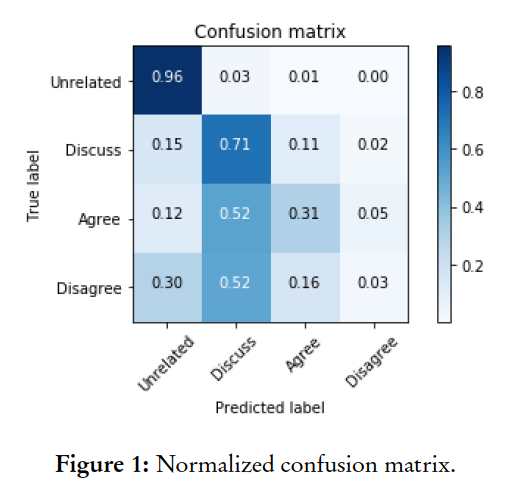 Confusion matrix
True label
Unrelated 0.96 0.03 0.01 0.00
Discuss 0.15 0.71 0.11 0.02
Agree 0.12 0.52 0.31 0.05
Disagree 0.30 0.52 0.16 0.03
Unrelated Discuss Agree Disagree
Predicted label
0.8
0.6
0.4
0.2
Figure 1: Normalized confusion matrix.